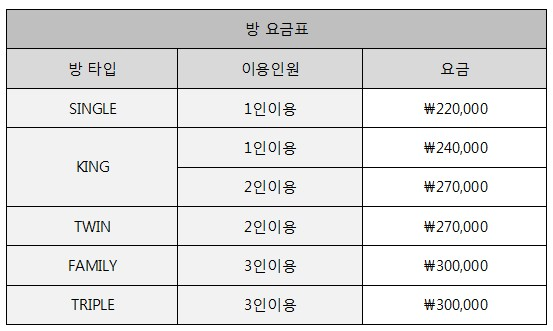 방 요금표
방 타입 이용인원 요금
SINGLE 1인이용 ₩220,000
KING 1인이용 ₩240,000
2인이용 ₩270,000
TWIN 2인이용 ₩270,000
FAMILY 3인이용 ₩300,000
TRIPLE 3인이용 ₩300,000